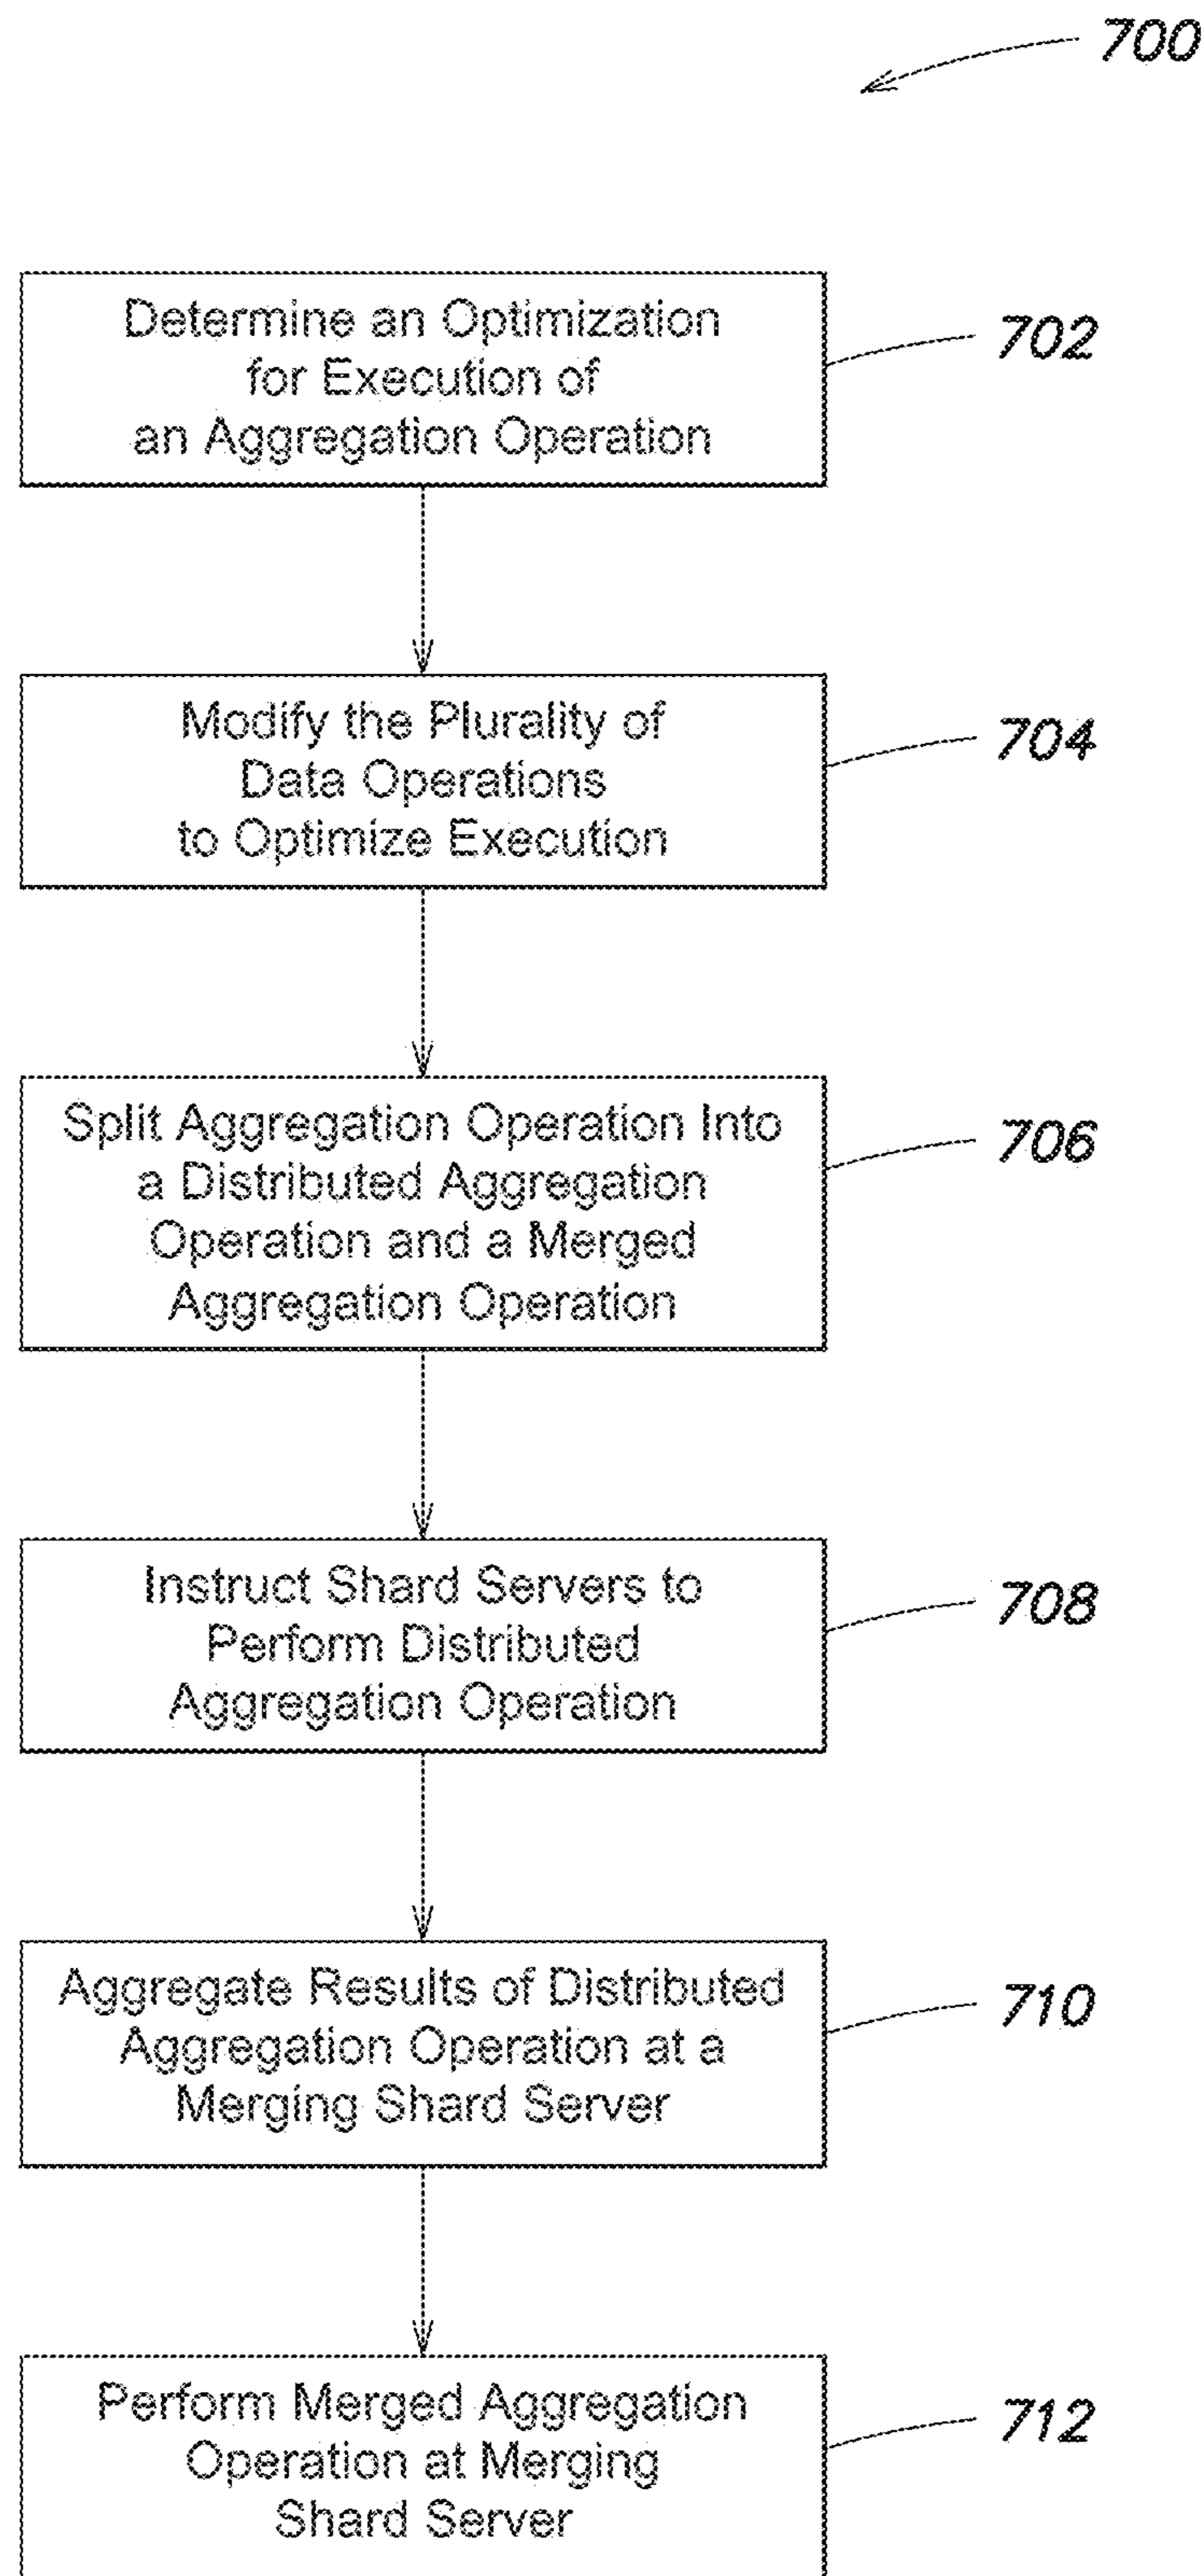 700
Determine an Optimization
for Execution of
an Aggregation Operation
702
Modify the Plurality of
Data Operations
to Optimize Execution
704
Split Aggregation Operation Into
a Distributed Aggregation
Operation and a Merged
Aggregation Operation
706
Instruct Shard Servers to
Perform Distributed
Aggregation Operation
708
Aggregate Results of Distributed
Aggregation Operation at a
Merging Shard Server
710
Perform Merged Aggregation
Operation at Merging
Shard Server
712